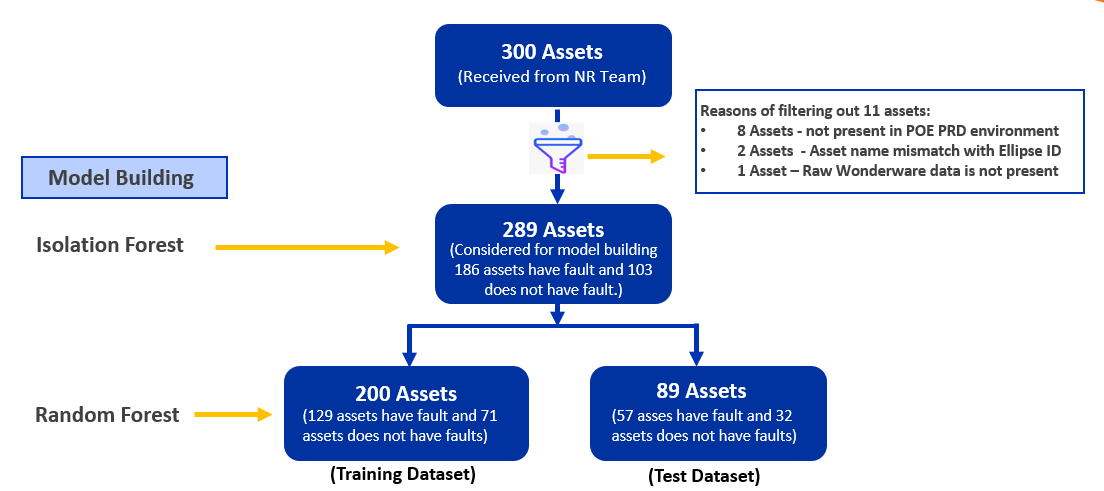 300 Assets
(Received from NR Team)
Reasons of filtering out 11 assets:
• 8 Assets - not present in POE PRD environment
• 2 Assets - Asset name mismatch with Ellipse ID
• 1 Asset – Raw Wonderware data is not present
Model Building
Isolation Forest
289 Assets
(Considered for model building
186 assets have fault and 103
does not have fault.)
Random Forest
200 Assets
(129 assets have fault and 71
assets does not have faults)
(Training Dataset)
89 Assets
(57 asses have fault and 32
assets does not have faults)
(Test Dataset)